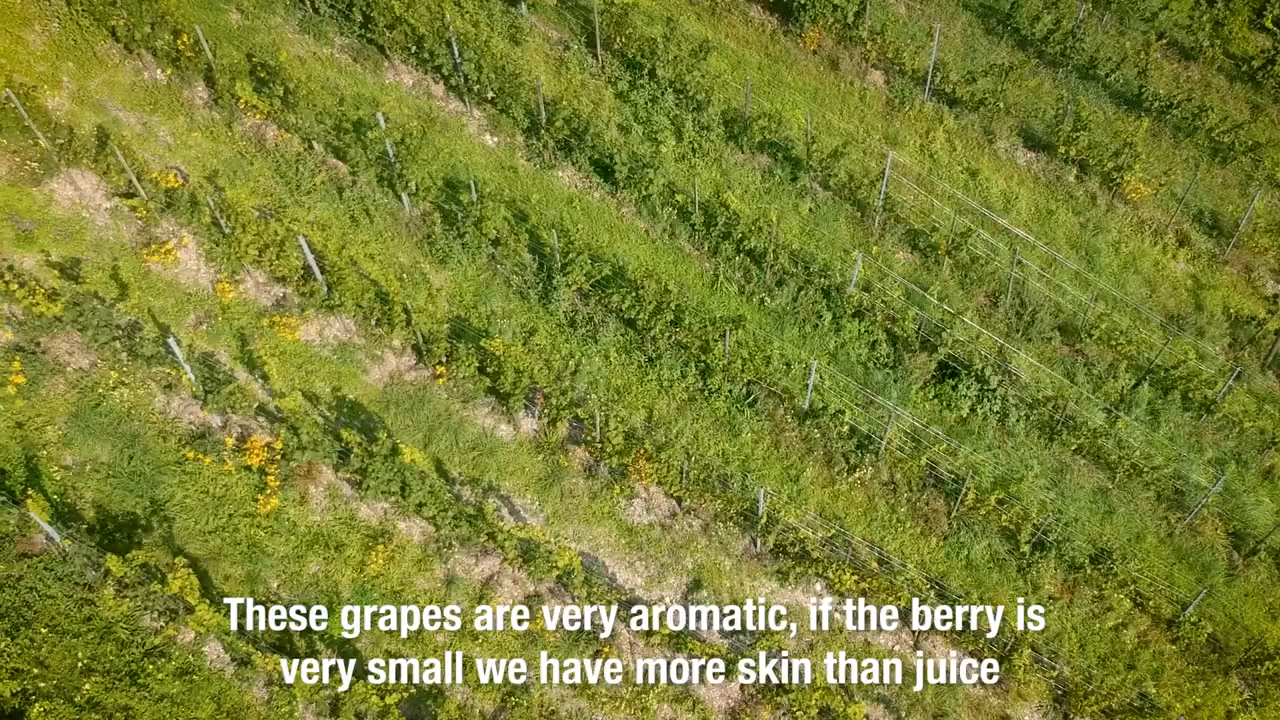 These grapes are very aromatic, if the berry is
very small we have more skin than juice